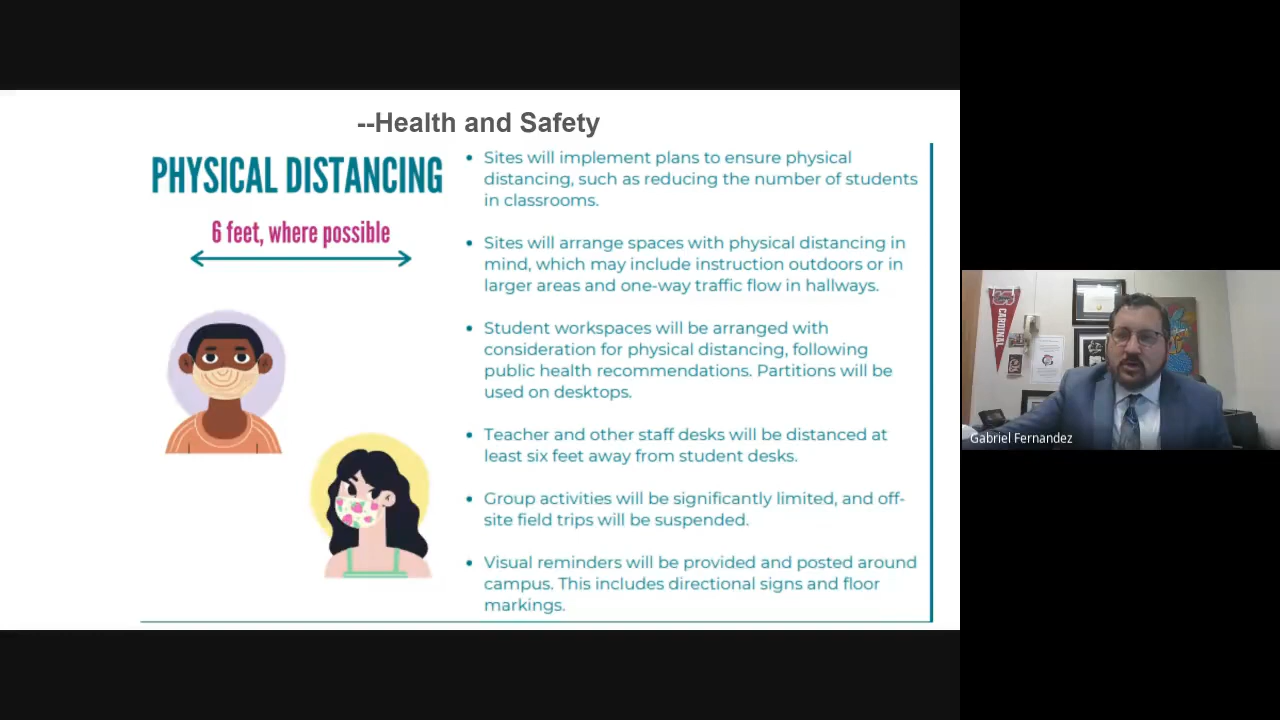 --Health and Safety
PHYSICAL DISTANCING
6 feet, where possible
• Sites will implement plans to ensure physical
distancing, such as reducing the number of students
in classrooms.
• Sites will arrange spaces with physical distancing in
mind, which may include instruction outdoors or in
larger areas and one-way traffic flow in hallways.
• Student workspaces will be arranged with
consideration for physical distancing, following
public health recommendations. Partitions will be
used on desktops.
• Teacher and other staff desks will be distanced at
least six feet away from student desks.
• Group activities will be significantly limited, and off-
site field trips will be suspended.
• Visual reminders will be provided and posted around
campus. This includes directional signs and floor
markings.
CARDINAL
Gabriel Fernandez